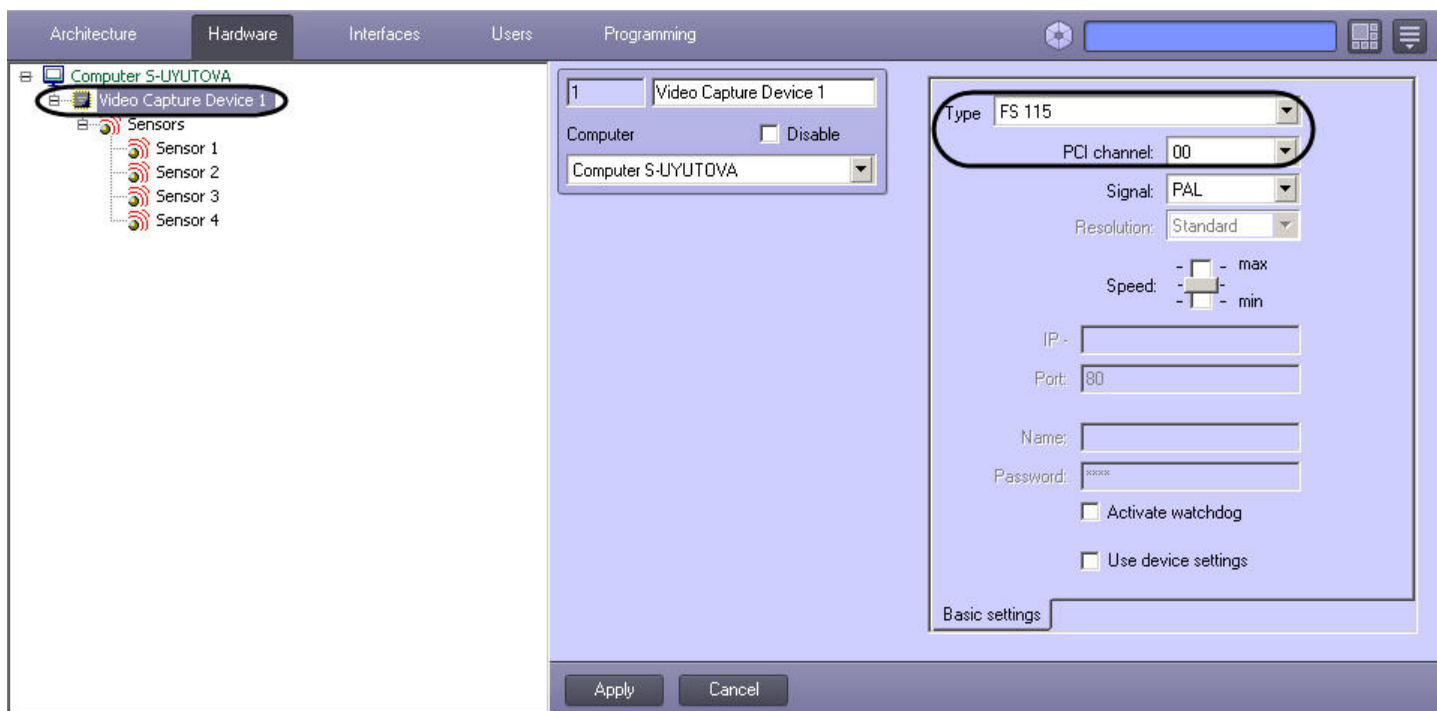 Architecture Hardware Interfaces Users Programming
Computer S-UYUTOVA
Video Capture Device 1
Sensors
Sensor 1
Sensor 2
Sensor 3
Sensor 4
1 Video Capture Device 1
Computer Disable
Computer S-UYUTOVA
Type FS 115
PCI channel: 00
Signal: PAL
Resolution: Standard
max
Speed:
min
IP -
Port: 80
Name:
Password: ****
Activate watchdog
Use device settings
Basic settings
Apply Cancel